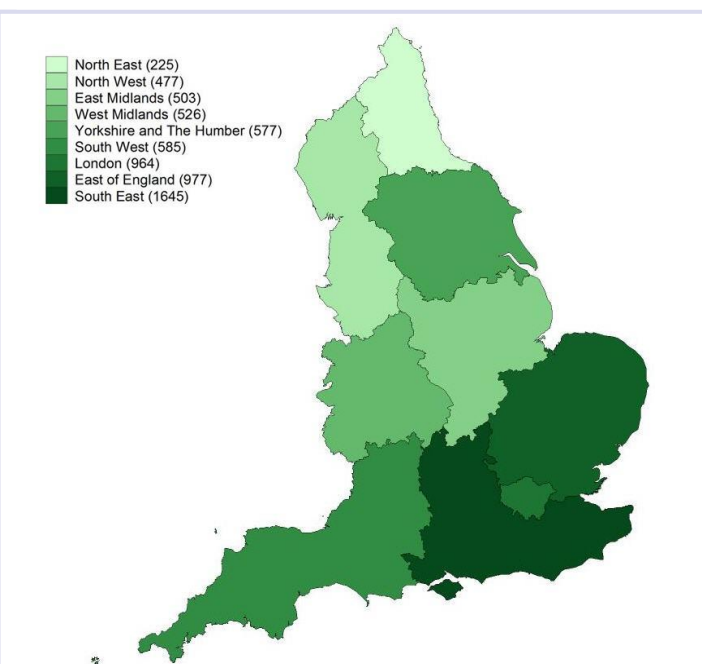 North East (225)
North West (477)
East Midlands (503)
West Midlands (526)
Yorkshire and The Humber (577)
South West (585)
London (964)
East of England (977)
South East (1645)